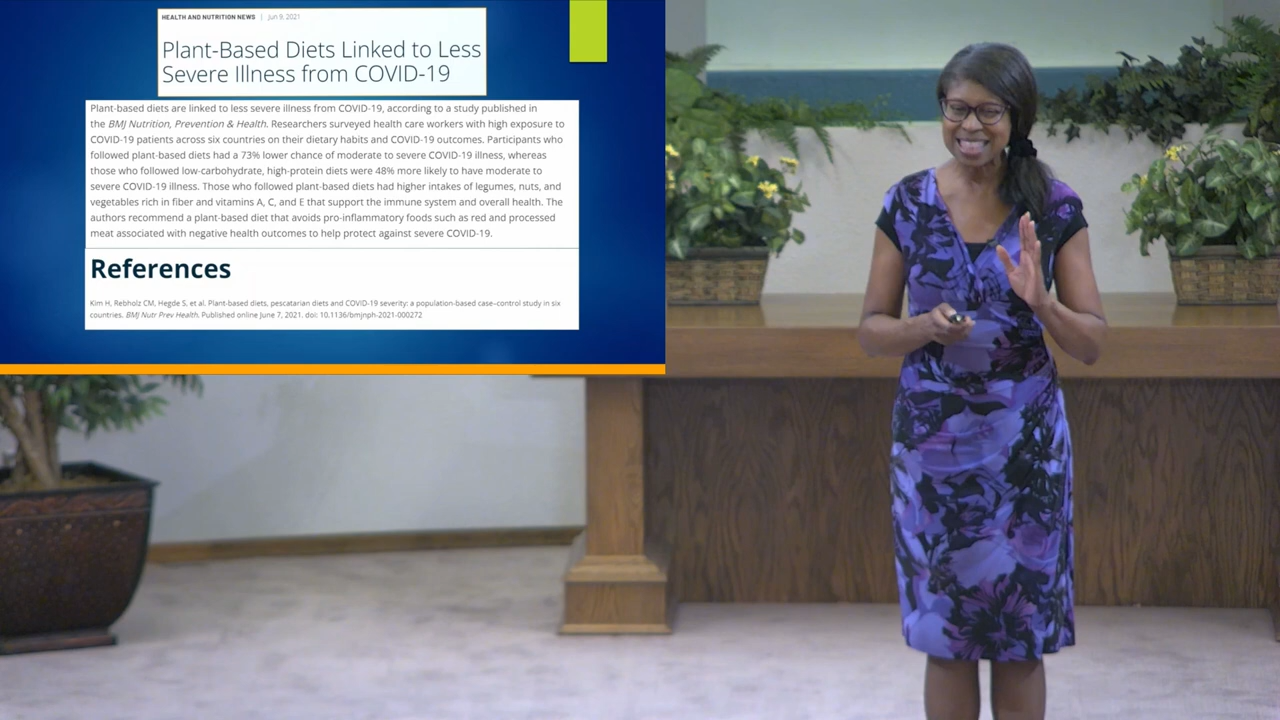 HEALTH AND NUTRITION NEWS | Jun 9, 2021
Plant-Based Diets Linked to Less
Severe Illness from COVID-19
Plant-based diets are linked to less severe illness from COVID-19, according to a study published in
the BMJ Nutrition, Prevention & Health. Researchers surveyed health care workers with high exposure to
COVID-19 patients across six countries on their dietary habits and COVID-19 outcomes. Participants who
followed plant-based diets had a 73% lower chance of moderate to severe COVID-19 illness, whereas
those who followed low-carbohydrate, high-protein diets were 48% more likely to have moderate to
severe COVID-19 illness. Those who followed plant-based diets had higher intakes of legumes, nuts, and
vegetables rich in fiber and vitamins A, C, and E that support the immune system and overall health. The
authors recommend a plant-based diet that avoids pro-inflammatory foods such as red and processed
meat associated with negative health outcomes to help protect against severe COVID-19.
References
Kim H, Rebholz CM, Hegde S, et al. Plant-based diets, pescatarian diets and COVID-19 severity: a population-based case–control study in six
countries. BMJ Nutr Prev Health. Published online June 7, 2021. doi: 10.1136/bmjnph-2021-000272